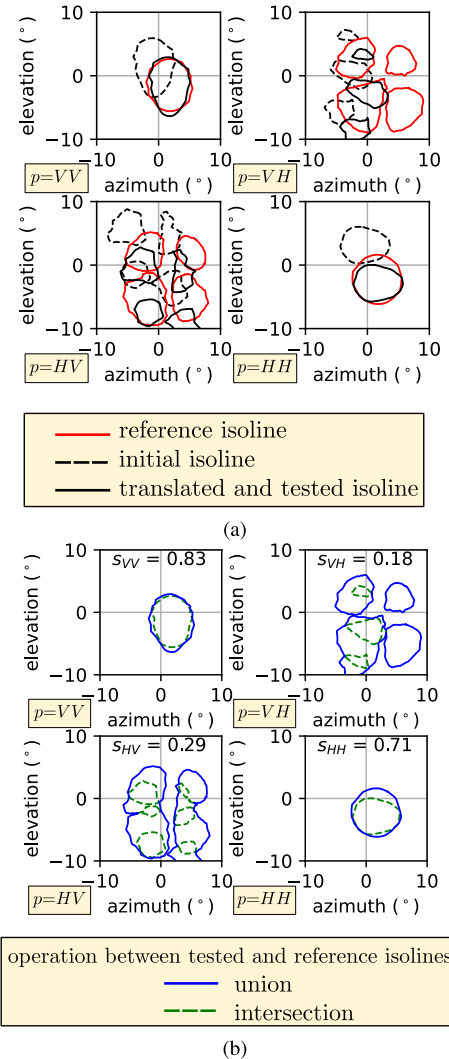 10
0
−10
−10
0
10
elevation (°)
azimuth (°)
p=VV
10
0
−10
−10
0
10
elevation (°)
azimuth (°)
p=VH
10
0
−10
−10
0
10
elevation (°)
azimuth (°)
p=HV
10
0
−10
−10
0
10
elevation (°)
azimuth (°)
p=HH
reference isoline
initial isoline
translated and tested isoline
(a)
s_VV = 0.83
10
0
−10
−10
0
10
elevation (°)
azimuth (°)
p=VV
s_VH = 0.18
10
0
−10
−10
0
10
elevation (°)
azimuth (°)
p=VH
s_HV = 0.29
10
0
−10
−10
0
10
elevation (°)
azimuth (°)
p=HV
s_HH = 0.71
10
0
−10
−10
0
10
elevation (°)
azimuth (°)
p=HH
operation between tested and reference isolines
union
intersection
(b)